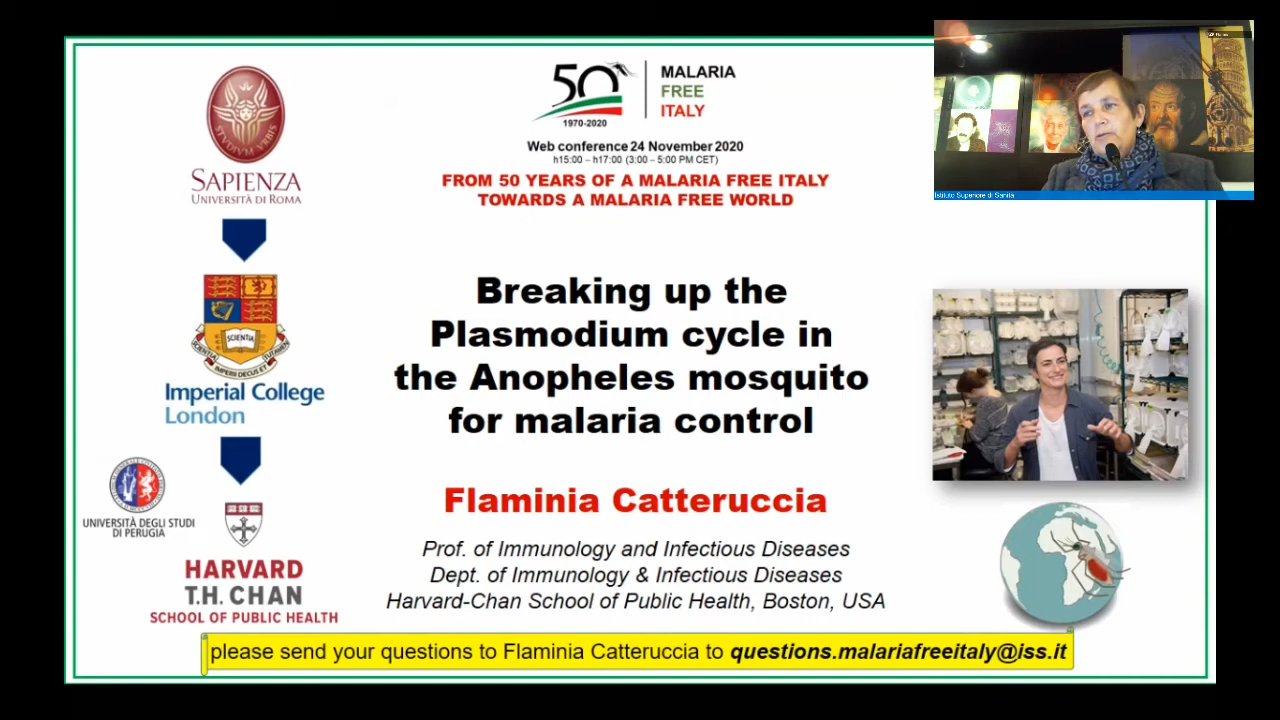 SAPIENZA
UNIVERSITÀ DI ROMA
Imperial College
London
UNIVERSITÀ DEGLI STUDI
DI PERUGIA
HARVARD
T.H. CHAN
SCHOOL OF PUBLIC HEALTH
50
1970-2020
MALARIA
FREE
ITALY
Web conference 24 November 2020
h15:00 – h17:00 (3:00 – 5:00 PM CET)
FROM 50 YEARS OF A MALARIA FREE ITALY
TOWARDS A MALARIA FREE WORLD
Breaking up the
Plasmodium cycle in
the Anopheles mosquito
for malaria control
Flaminia Catteruccia
Prof. of Immunology and Infectious Diseases
Dept. of Immunology & Infectious Diseases
Harvard-Chan School of Public Health, Boston, USA
please send your questions to Flaminia Catteruccia to questions.malariafreeitaly@iss.it
Istituto Superiore di Sanità